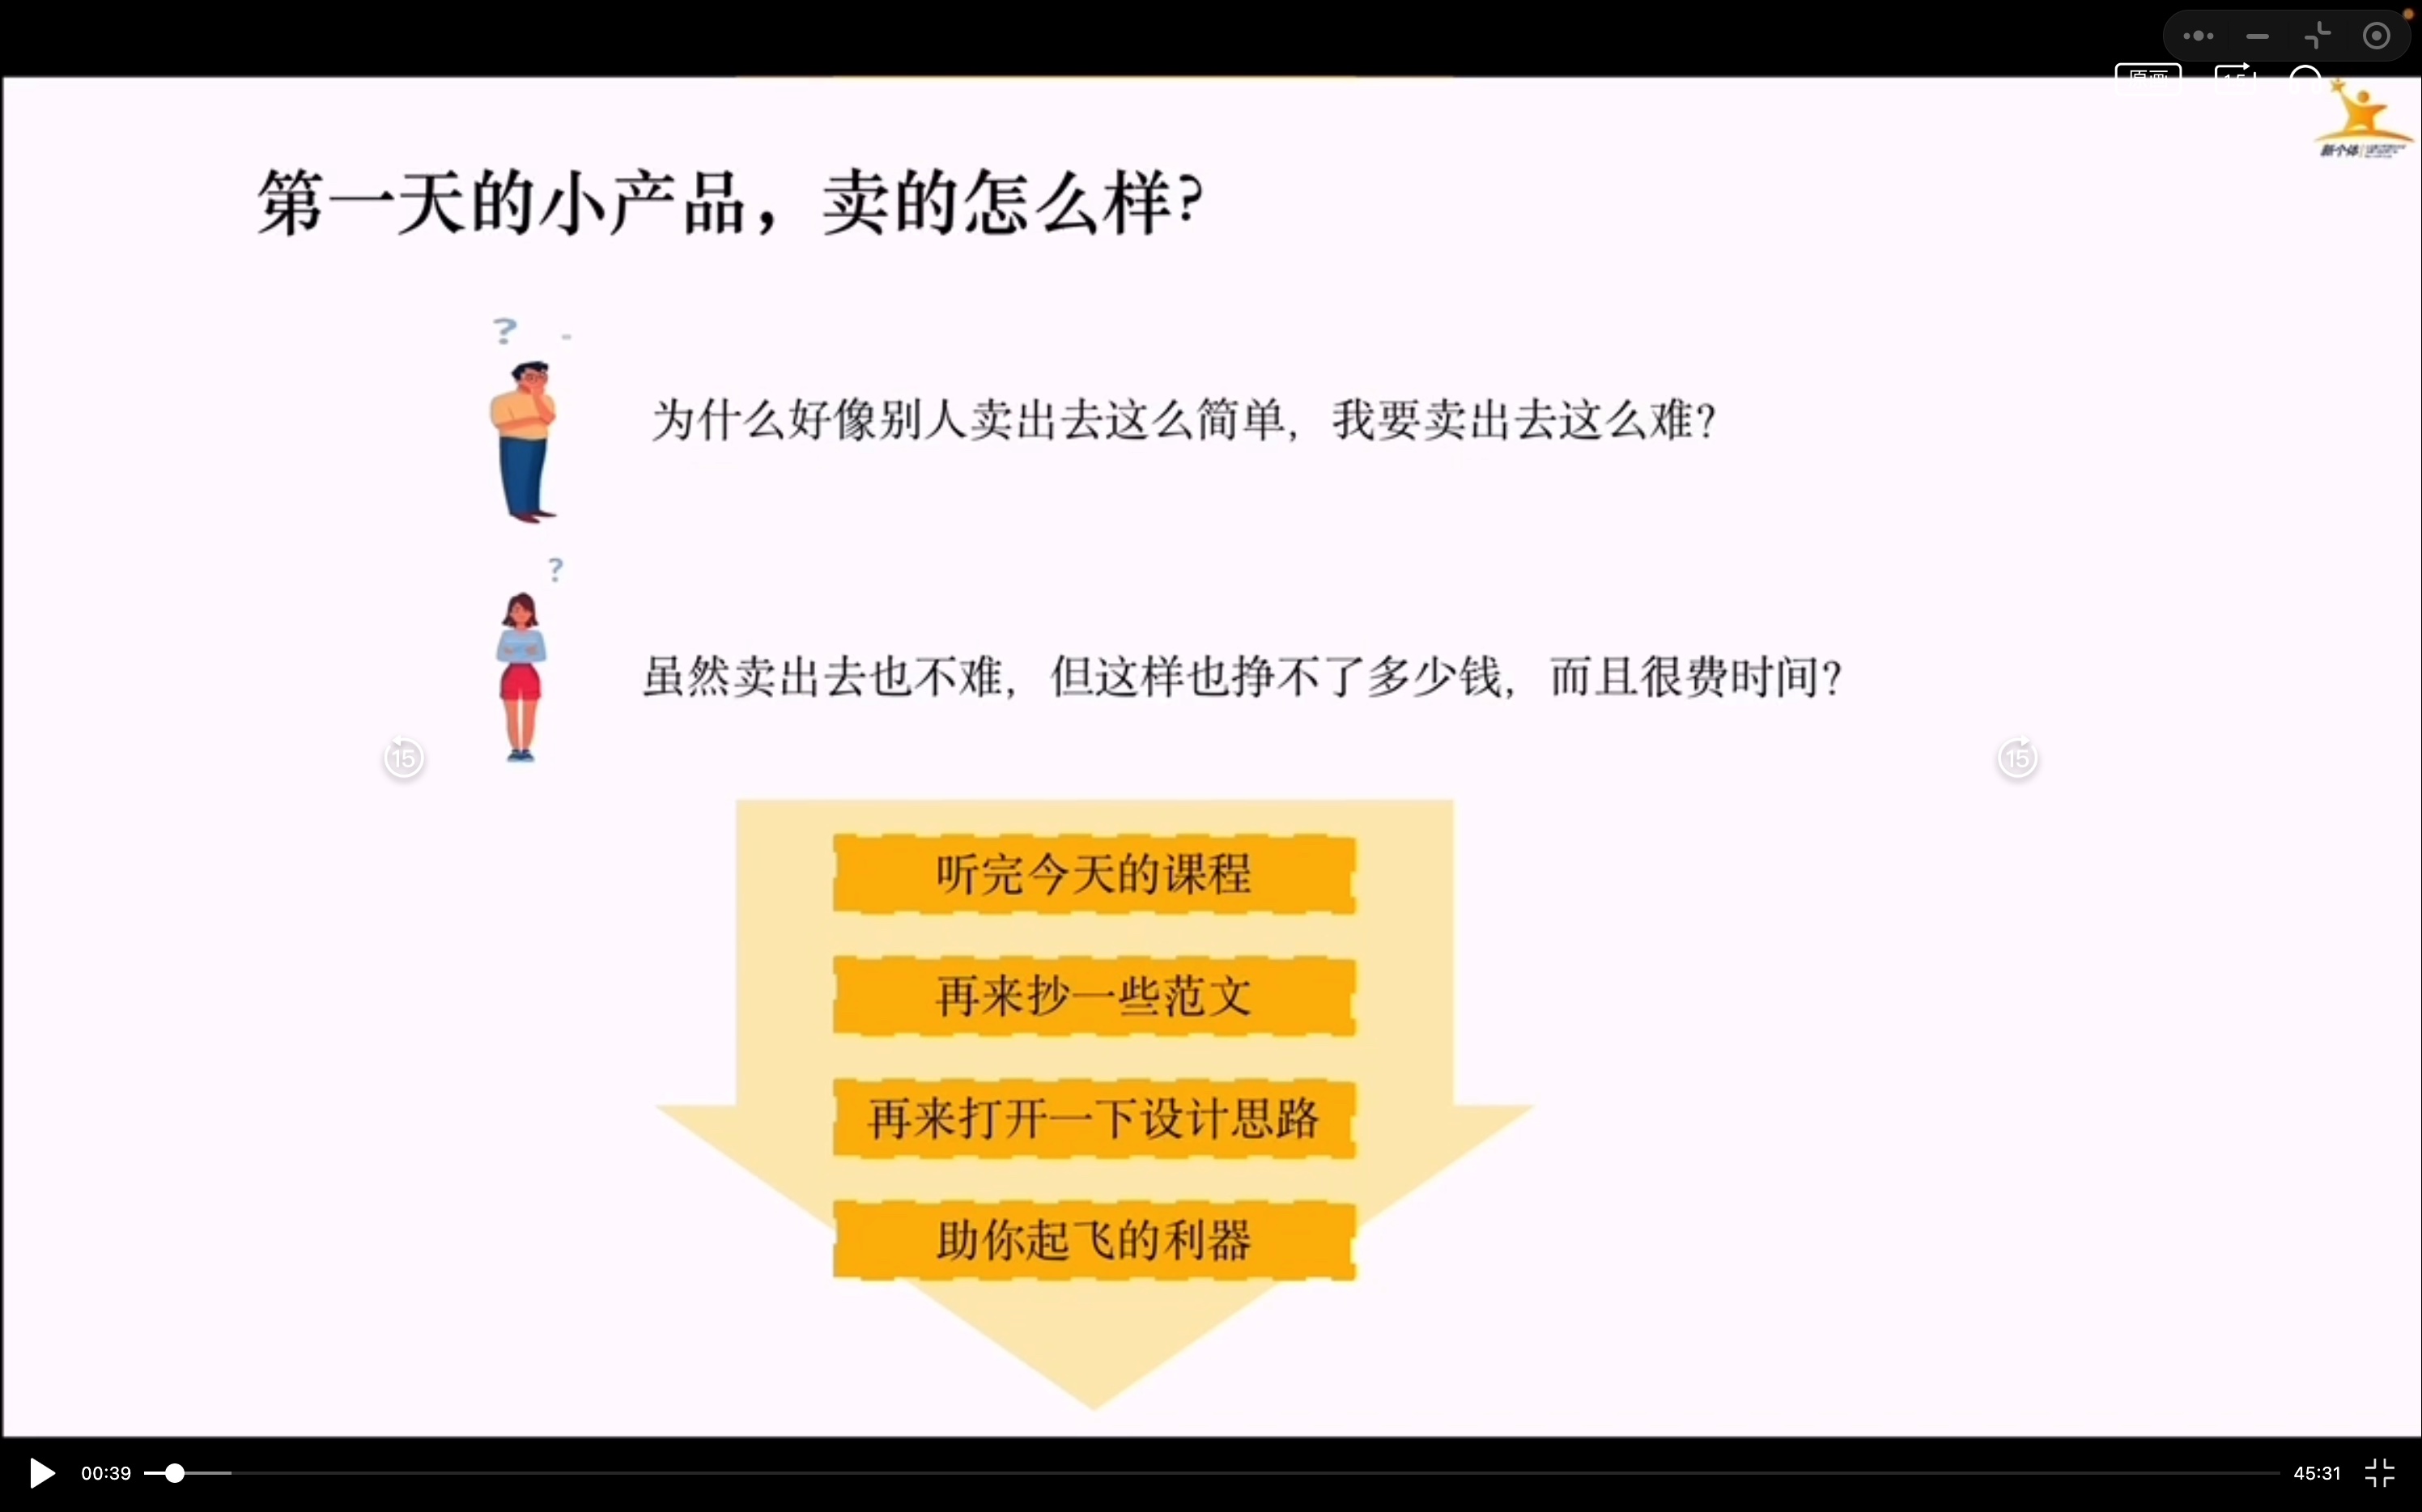 第一天的小产品，卖的怎么样?
?
为什么好像别人卖出去这么简单，我要卖出去这么难?
?
虽然卖出去也不难，但这样也挣不了多少钱，而且很费时间?
15
15
听完今天的课程
再来抄一些范文
再来打开一下设计思路
助你起飞的利器
新个体
00:39
45:31